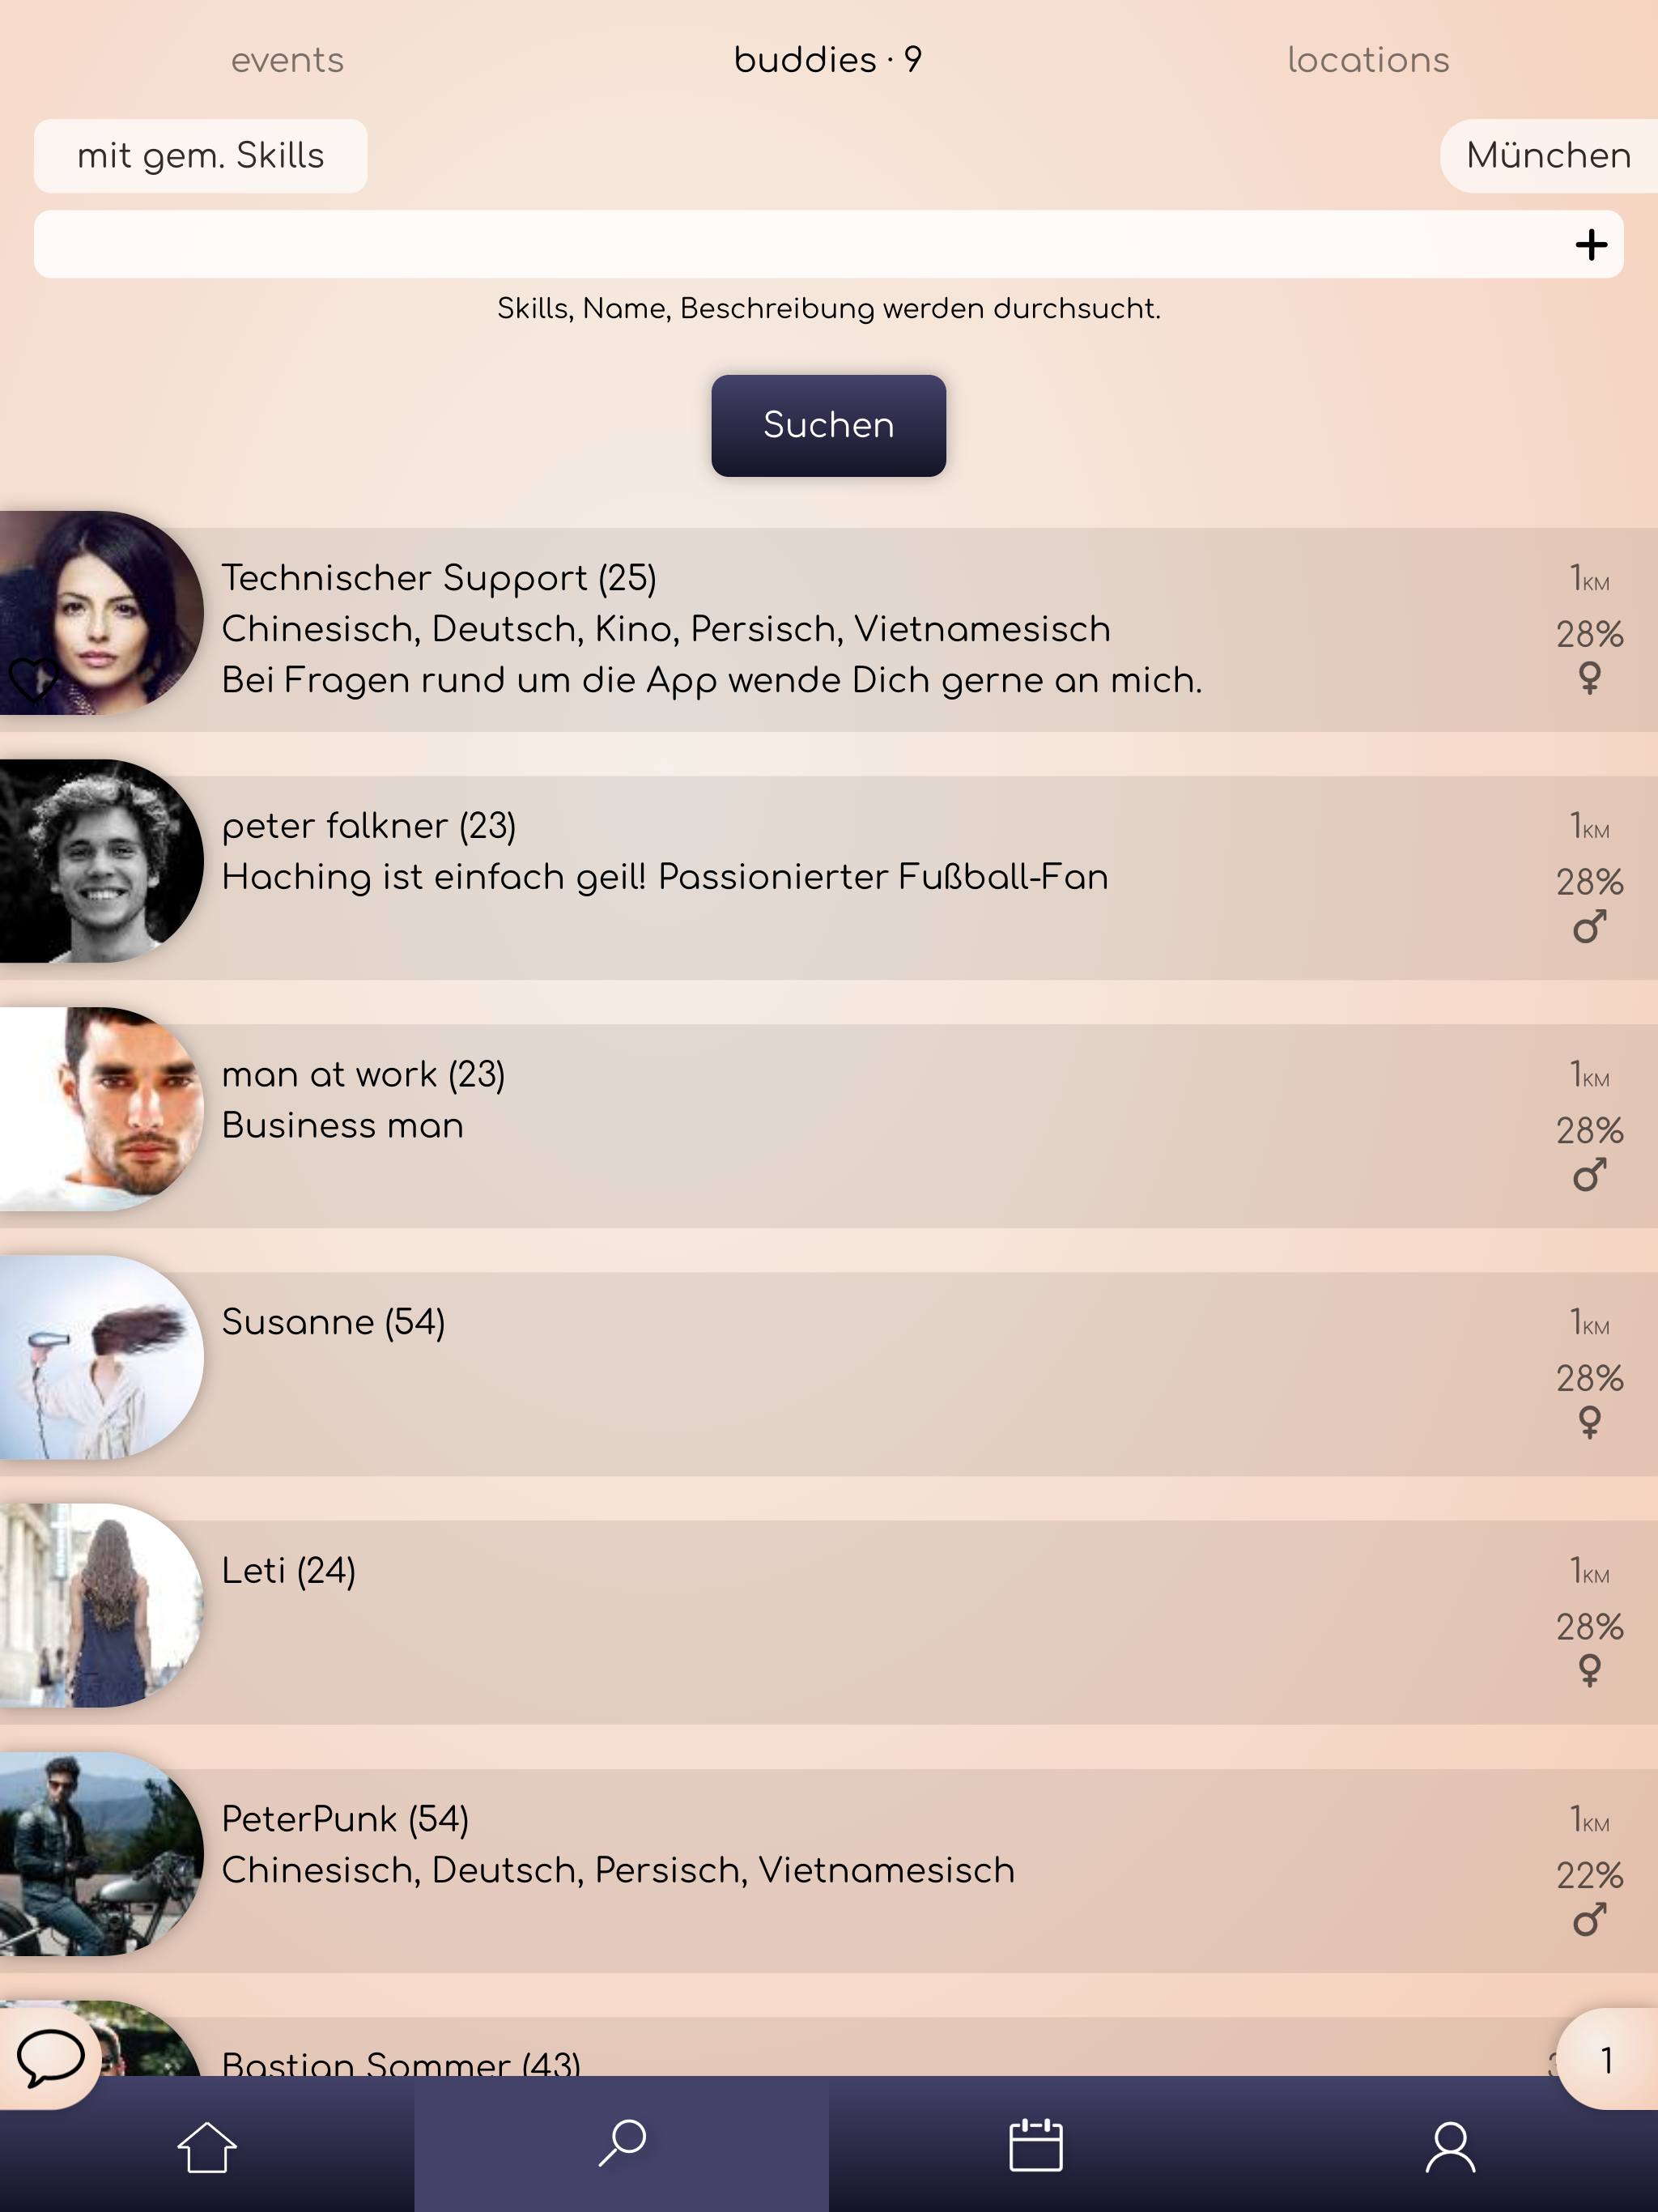 events
buddies · 9
locations
mit gem. Skills
München
+
Skills, Name, Beschreibung werden durchsucht.
Suchen
Technischer Support (25)
Chinesisch, Deutsch, Kino, Persisch, Vietnamesisch
Bei Fragen rund um die App wende Dich gerne an mich.
1KM
28%
♀
peter falkner (23)
Haching ist einfach geil! Passionierter Fußball-Fan
1KM
28%
♂
man at work (23)
Business man
1KM
28%
♂
Susanne (54)
1KM
28%
♀
Leti (24)
1KM
28%
♀
PeterPunk (54)
Chinesisch, Deutsch, Persisch, Vietnamesisch
1KM
22%
♂
Bastian Sommer (43)
1